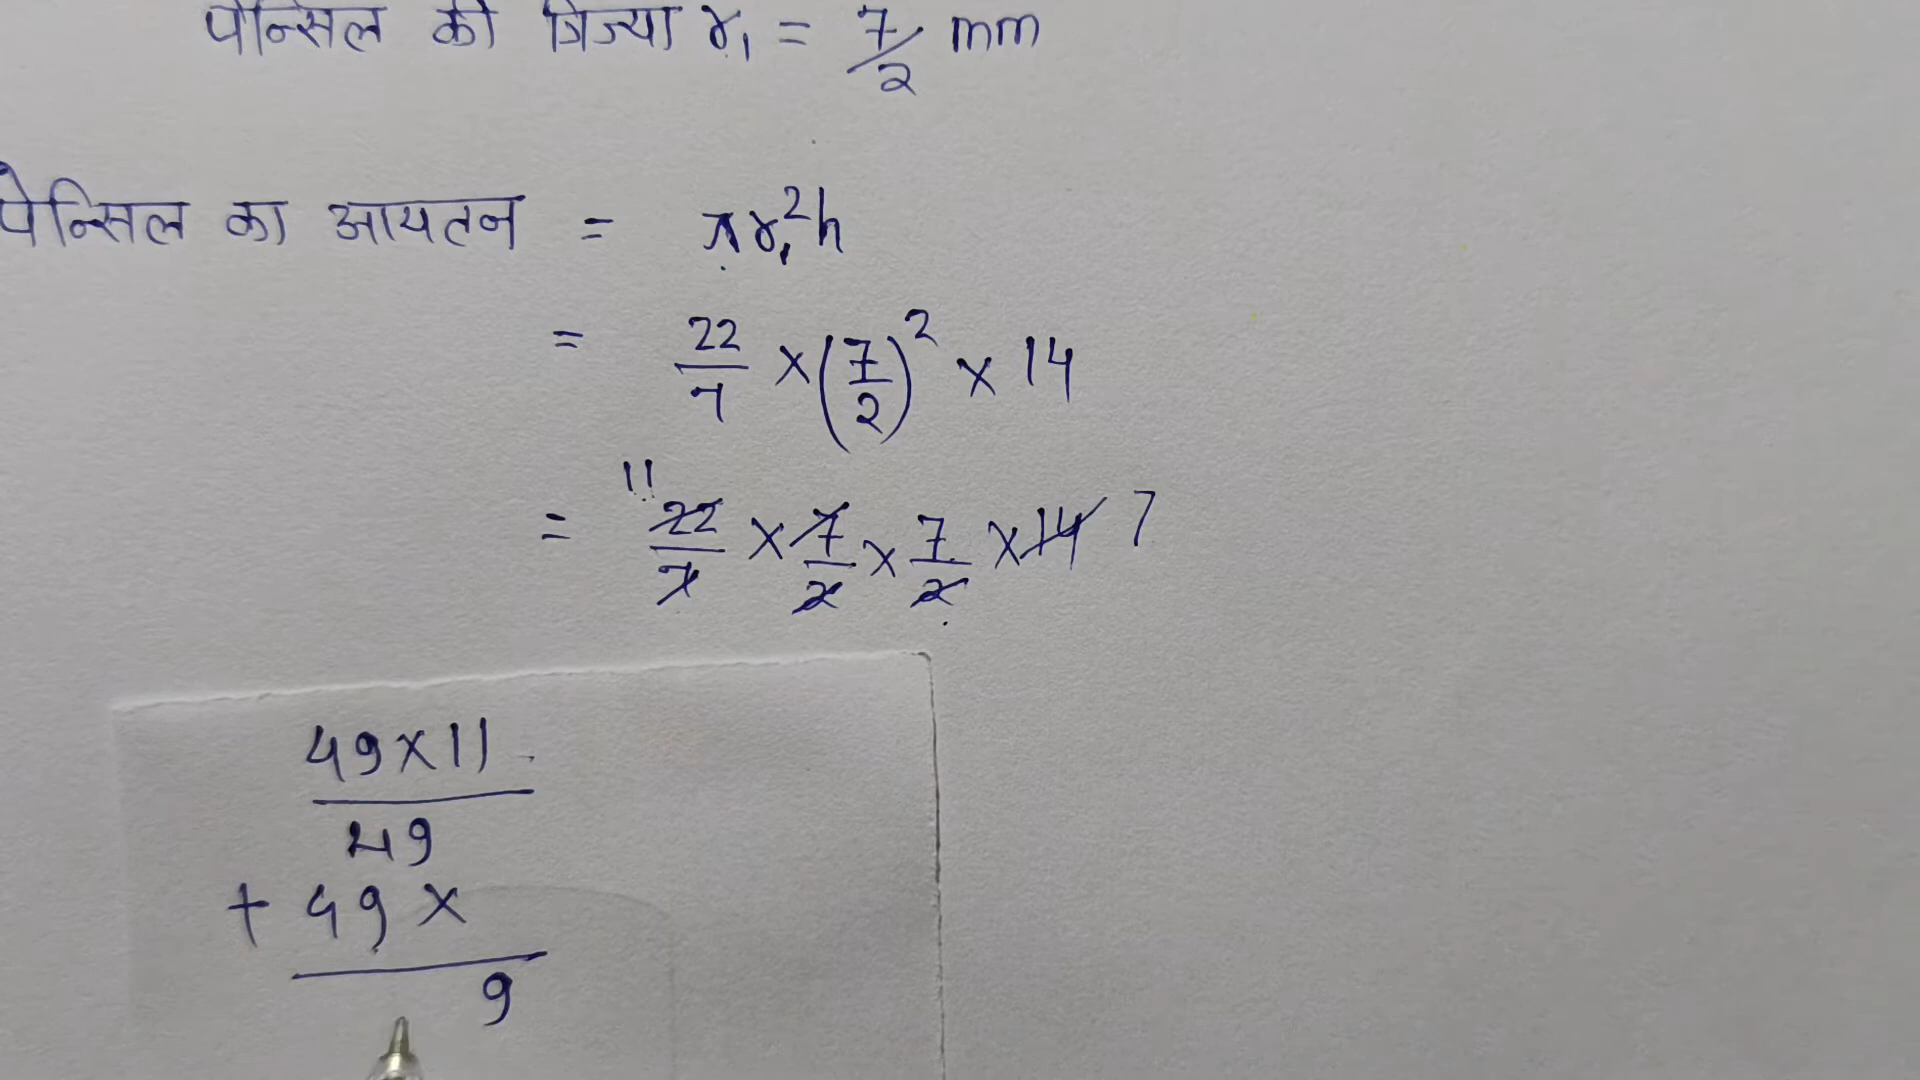 पेन्सिल की त्रिज्या r₁ = 7/2 mm
पेन्सिल का आयतन = πr₁²h
= 22/7 × (7/2)² × 14
= 11 22/7 × 7/2 × 7/2 × 14 7
49×11
49
+ 49×
9